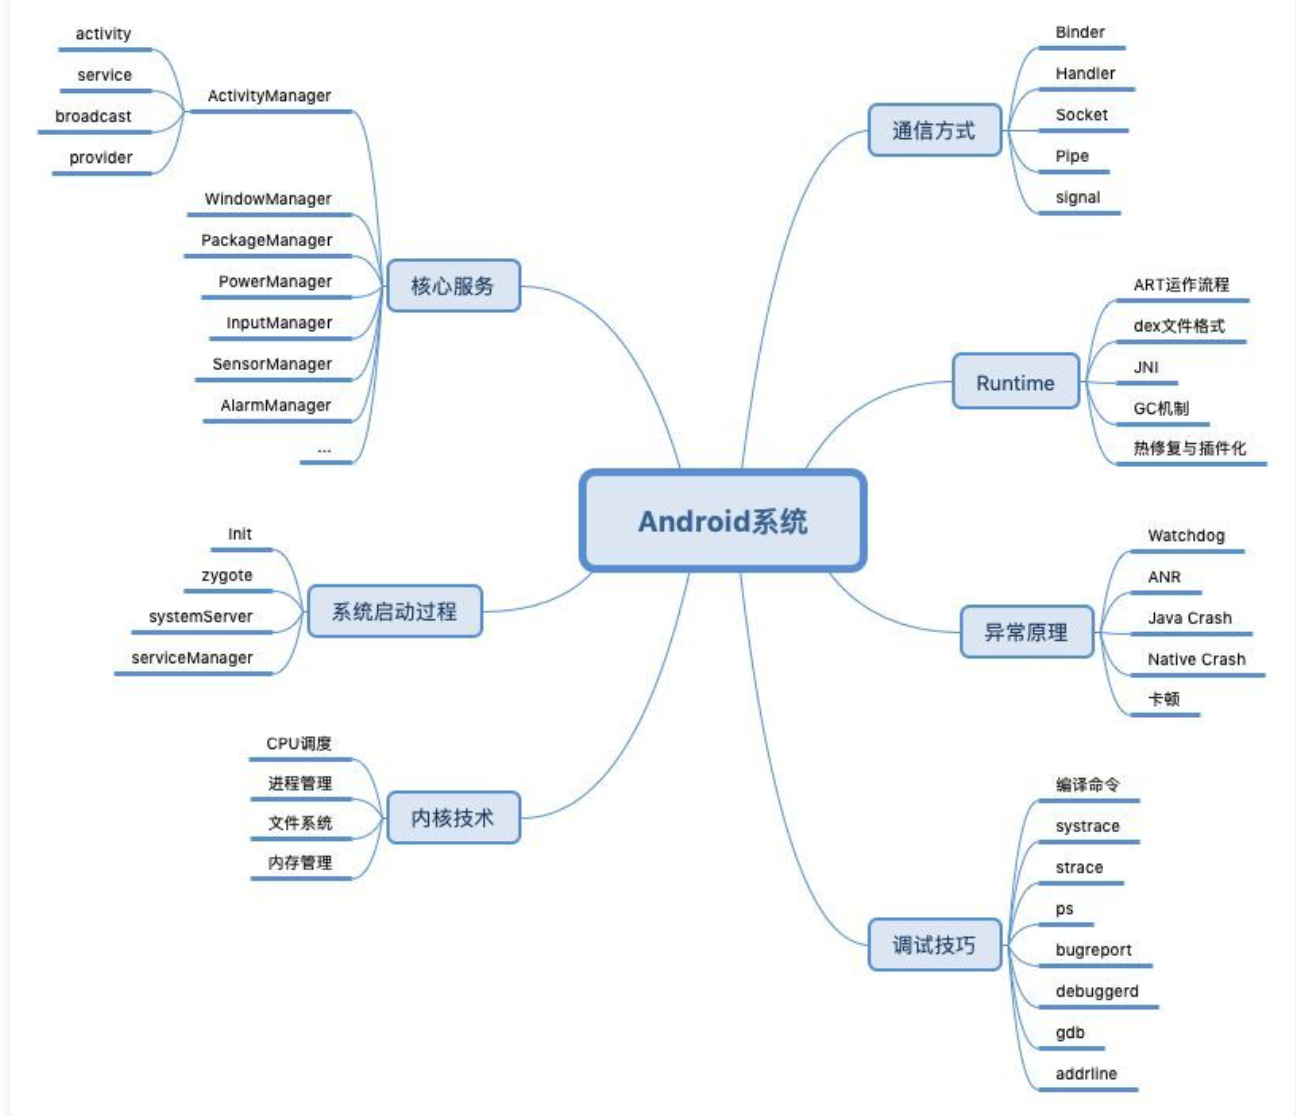 Android系统
通信方式
Binder
Handler
Socket
Pipe
signal
Runtime
ART运作流程
dex文件格式
JNI
GC机制
热修复与插件化
异常原理
Watchdog
ANR
Java Crash
Native Crash
卡顿
调试技巧
编译命令
systrace
strace
ps
bugreport
debuggerd
gdb
addrline
核心服务
ActivityManager
activity
service
broadcast
provider
WindowManager
PackageManager
PowerManager
InputManager
SensorManager
AlarmManager
...
系统启动过程
Init
zygote
systemServer
serviceManager
内核技术
CPU调度
进程管理
文件系统
内存管理